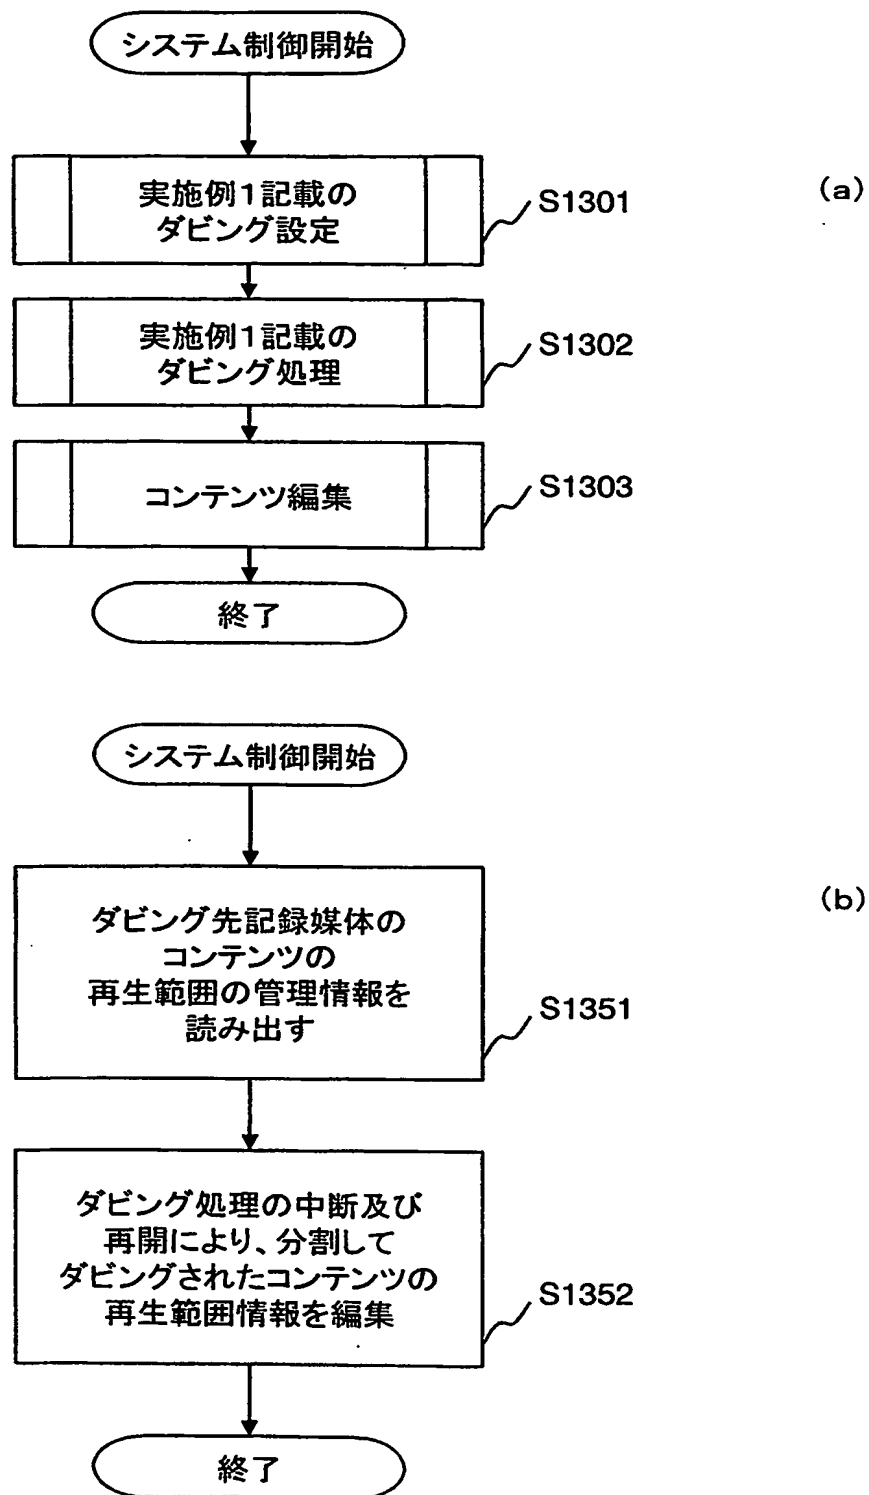 システム制御開始
実施例1記載の
ダビング設定
S1301
(a)
実施例1記載の
ダビング処理
S1302
コンテンツ編集
S1303
終了
システム制御開始
(b)
ダビング先記録媒体の
コンテンツの
再生範囲の管理情報を
読み出す
S1351
ダビング処理の中断及び
再開により、分割して
ダビングされたコンテンツの
再生範囲情報を編集
S1352
終了